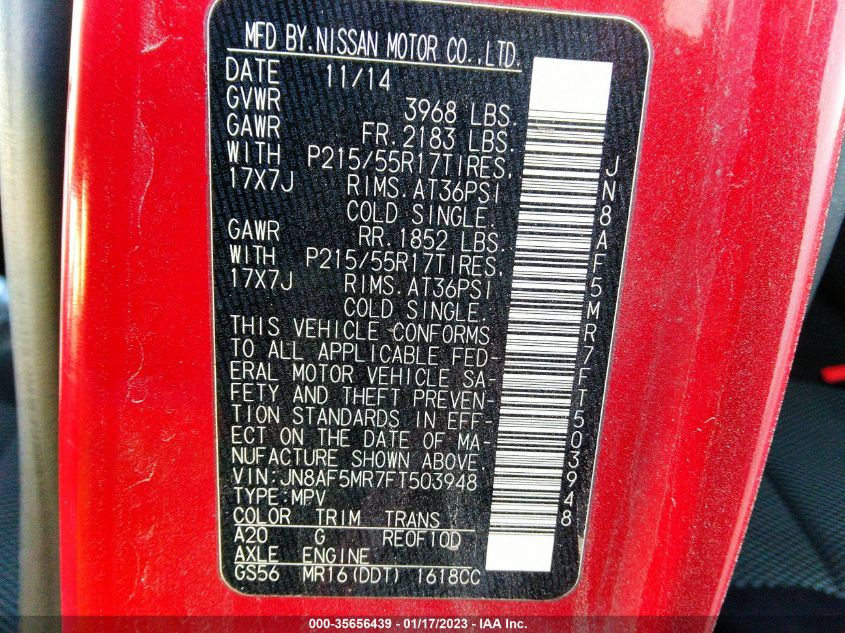 MFD BY.NISSAN MOTOR CO.,LTD.
DATE 11/14
GVWR 3968 LBS.
GAWR FR.2183 LBS.
WITH P215/55R17TIRES,
17X7J RIMS.AT36PSI
COLD SINGLE.
GAWR RR.1852 LBS.
WITH P215/55R17TIRES.
17X7J RIMS.AT36PSI
COLD SINGLE.
THIS VEHICLE CONFORMS
TO ALL APPLICABLE FED-
ERAL MOTOR VEHICLE SA-
FETY AND THEFT PREVEN-
TION STANDARDS IN EFF-
ECT ON THE DATE OF MA-
NUFACTURE SHOWN ABOVE
VIN:JN8AF5MR7FT503948
TYPE:MPV
COLOR TRIM TRANS
A20 G REOF10D
AXLE ENGINE
GS56 MR16(DDT) 1618CC
JN8AF5MR7FT503948
000-35656439 - 01/17/2023 - IAA Inc.